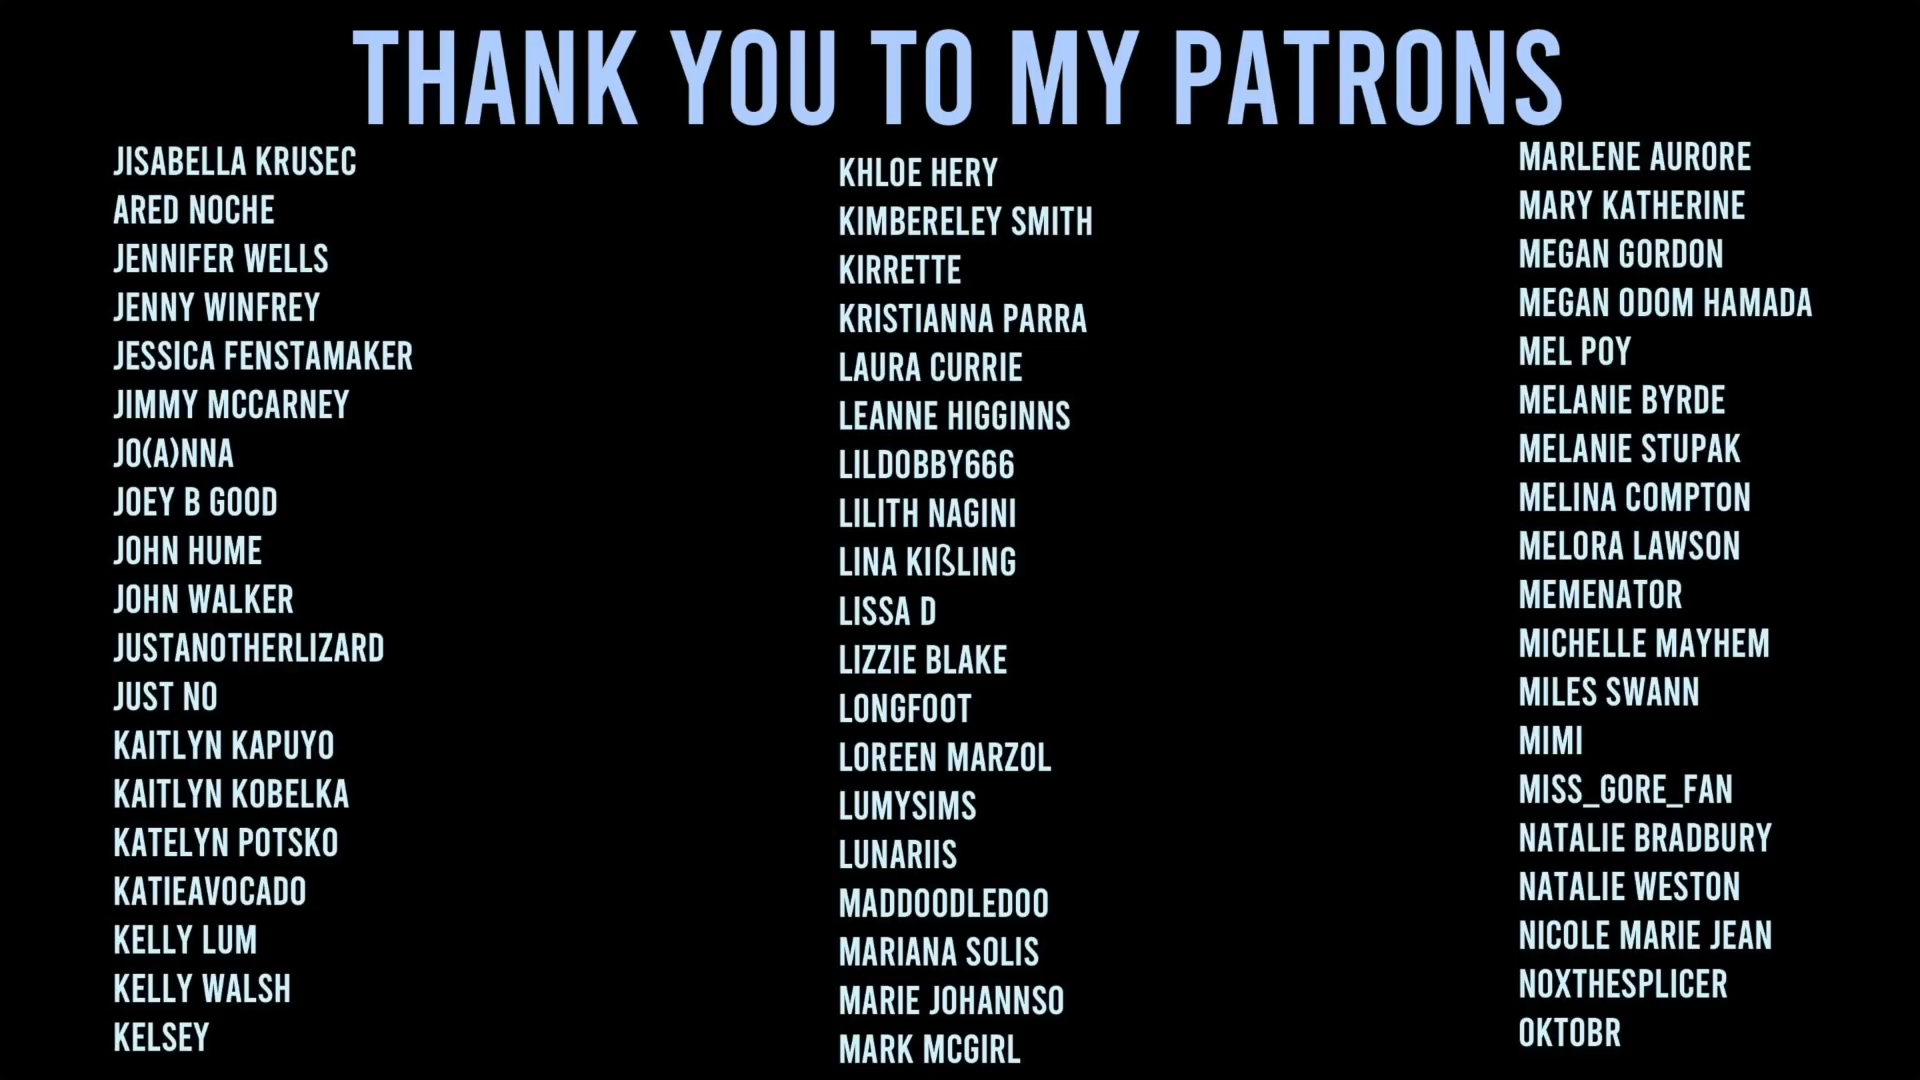 THANK YOU TO MY PATRONS
JISABELLA KRUSEC
ARED NOCHE
JENNIFER WELLS
JENNY WINFREY
JESSICA FENSTAMAKER
JIMMY MCCARNEY
JO(A)NNA
JOEY B GOOD
JOHN HUME
JOHN WALKER
JUSTANOTHERLIZARD
JUST NO
KAITLYN KAPUYO
KAITLYN KOBELKA
KATELYN POTSKO
KATIEAVOCADO
KELLY LUM
KELLY WALSH
KELSEY
KHLOE HERY
KIMBERELEY SMITH
KIRRETTE
KRISTIANNA PARRA
LAURA CURRIE
LEANNE HIGGINNS
LILDOBBY666
LILITH NAGINI
LINA KIßLING
LISSA D
LIZZIE BLAKE
LONGFOOT
LOREEN MARZOL
LUMYSIMS
LUNARIIS
MADDOODLEDOO
MARIANA SOLIS
MARIE JOHANNSO
MARK MCGIRL
MARLENE AURORE
MARY KATHERINE
MEGAN GORDON
MEGAN ODOM HAMADA
MEL POY
MELANIE BYRDE
MELANIE STUPAK
MELINA COMPTON
MELORA LAWSON
MEMENATOR
MICHELLE MAYHEM
MILES SWANN
MIMI
MISS_GORE_FAN
NATALIE BRADBURY
NATALIE WESTON
NICOLE MARIE JEAN
NOXTHESPLICER
OKTOBR